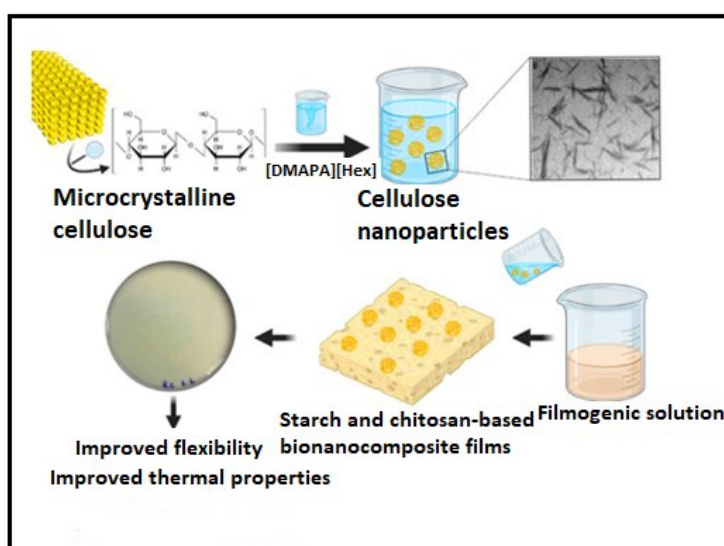 [DMAPA][Hex]
Microcrystalline
cellulose
Cellulose
nanoparticles
Starch and chitosan-based
bionanocomposite films
Filmogenic solution
Improved flexibility
Improved thermal properties